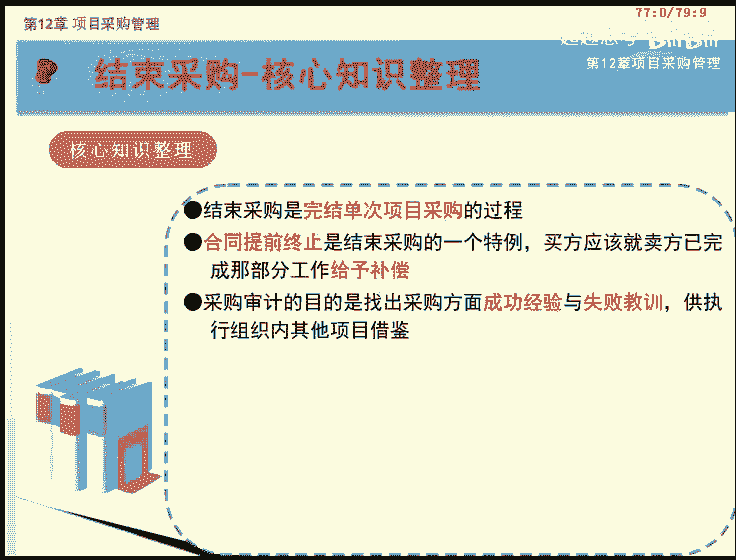 第12章 项目采购管理
77:0/79:9
结束采购-核心知识整理
第12章项目采购管理
核心知识整理
●结束采购是完结单次项目采购的过程
●合同提前终止是结束采购的一个特例，买方应该就卖方已完
成那部分工作给予补偿
●采购审计的目的是找出采购方面成功经验与失败教训，供执
行组织内其他项目借鉴